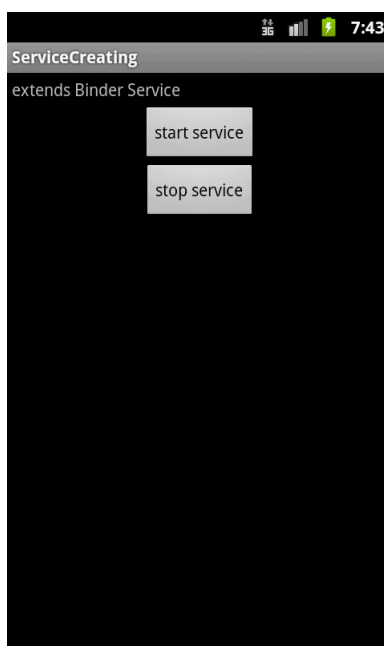 3G 7:43
ServiceCreating
extends Binder Service
start service
stop service